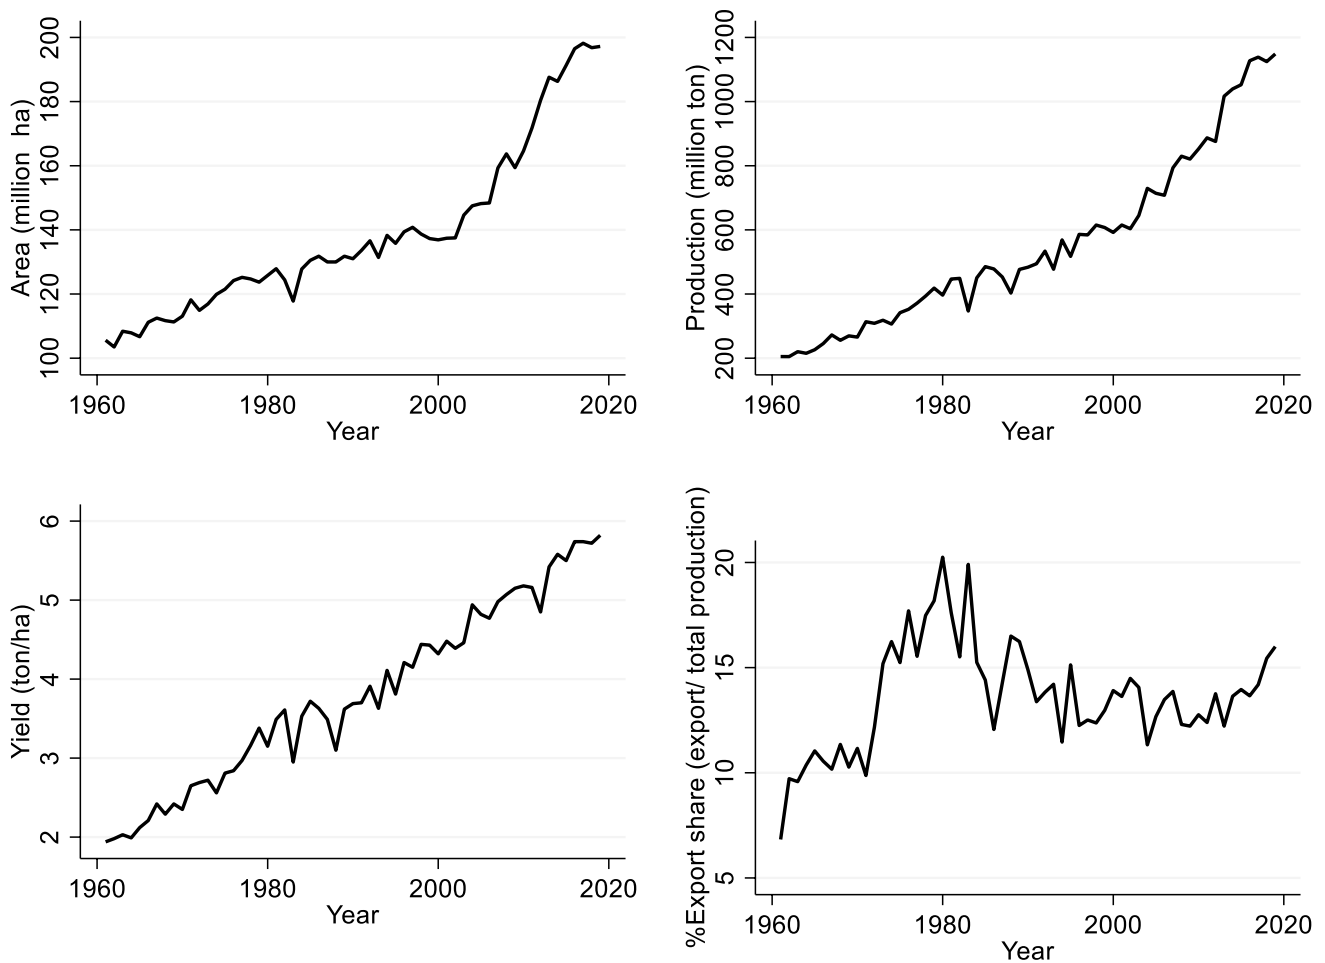 Area (million  ha)
200
180
160
140
120
100
1960 1980 2000 2020
Year
Production (million ton)
1200
1000
800
600
400
200
1960 1980 2000 2020
Year
Yield (ton/ha)
6
5
4
3
2
1960 1980 2000 2020
Year
%Export share (export/ total production)
20
15
10
5
1960 1980 2000 2020
Year